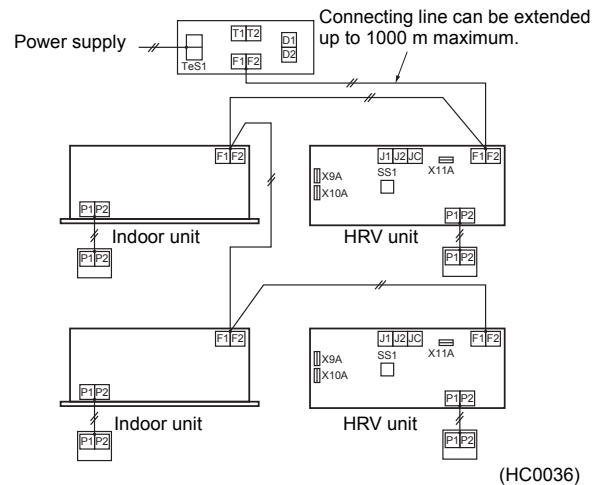 Connecting line can be extended
up to 1000 m maximum.
Power supply
T1 T2
D1
D2
F1 F2
TeS1
F1 F2
J1 J2 JC
F1 F2
X9A
X10A
SS1
X11A
P1 P2
P1 P2
Indoor unit
HRV unit
P1 P2
P1 P2
F1 F2
J1 J2 JC
F1 F2
X9A
X10A
SS1
X11A
P1 P2
P1 P2
Indoor unit
HRV unit
P1 P2
P1 P2
(HC0036)